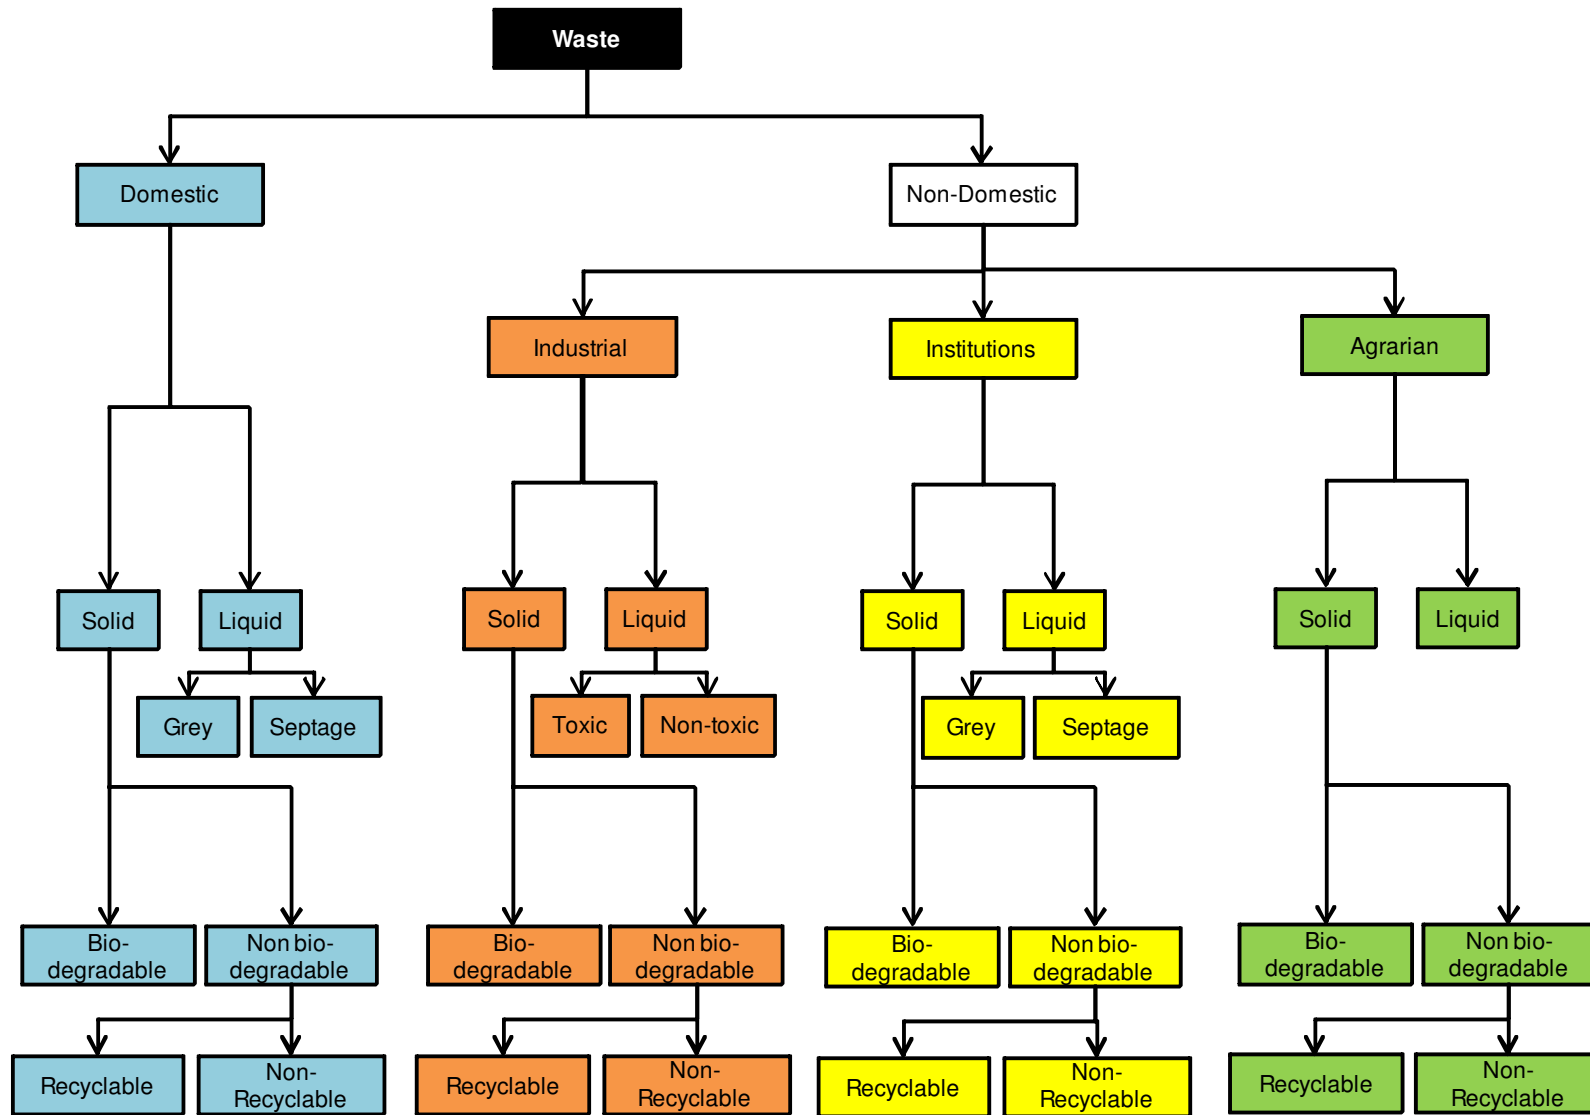 Waste
Domestic
Non-Domestic
Industrial
Institutions
Agrarian
Solid
Liquid
Solid
Liquid
Solid
Liquid
Solid
Liquid
Grey
Septage
Toxic
Non-toxic
Grey
Septage
Bio-
degradable
Non bio-
degradable
Bio-
degradable
Non bio-
degradable
Bio-
degradable
Non bio-
degradable
Bio-
degradable
Non bio-
degradable
Recyclable
Non-
Recyclable
Recyclable
Non-
Recyclable
Recyclable
Non-
Recyclable
Recyclable
Non-
Recyclable